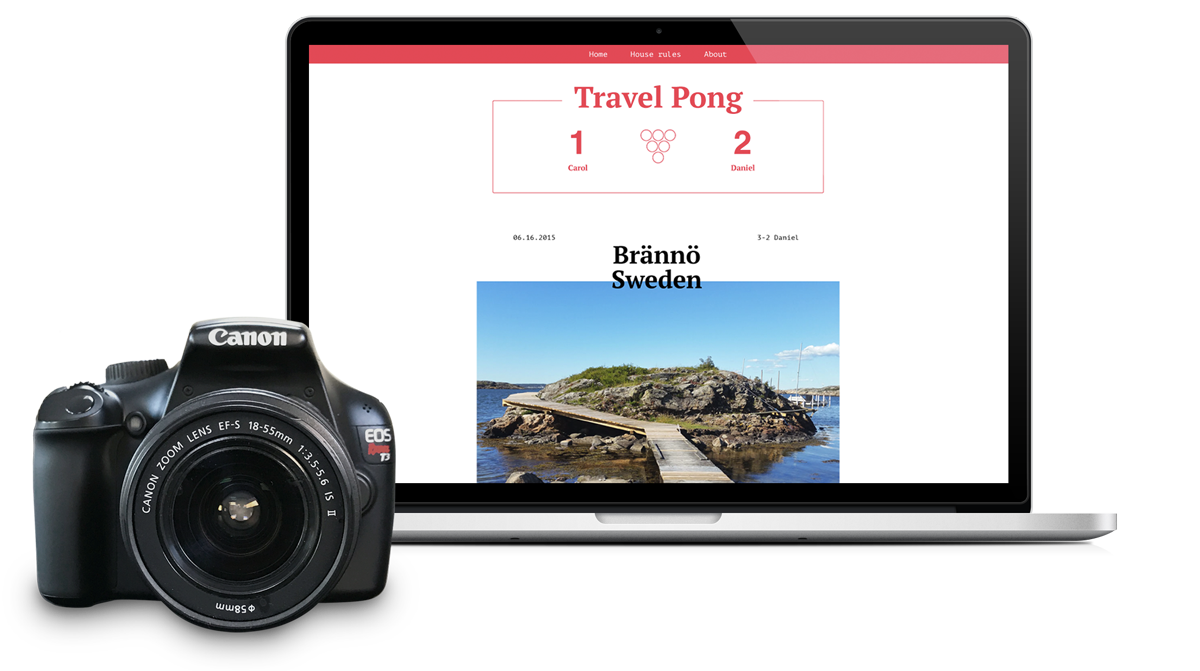 Home House rules About
Travel Pong
1 2
Carol Daniel
06.16.2015 3-2 Daniel
Brännö
Sweden
Canon
EOS
Rebel
T3
CANON ZOOM LENS EF-S 18-55mm 1:3.5-5.6 IS II
φ58mm